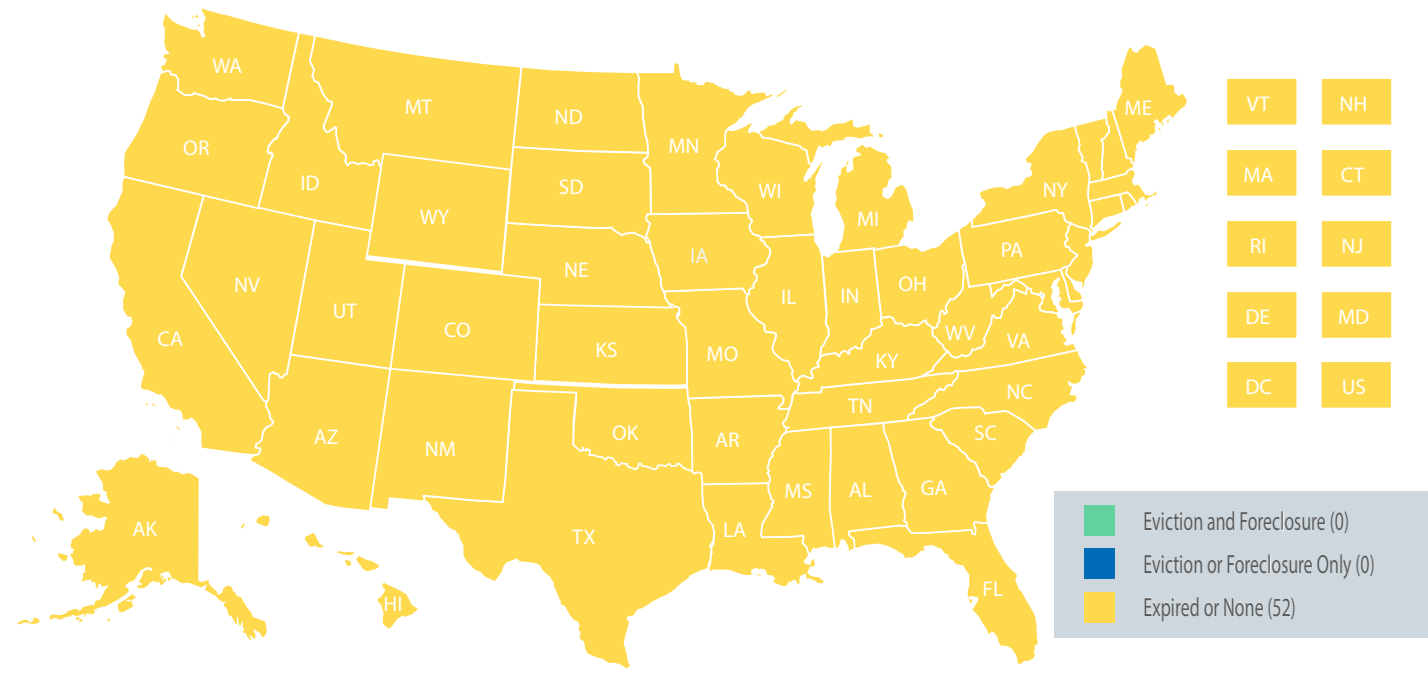 WA
MT
ND
MN
ME
VT
NH
OR
ID
SD
WI
NY
MA
CT
WY
MI
PA
RI
NJ
NV
NE
IA
OH
UT
CO
IL
IN
DE
MD
CA
KS
MO
WV
VA
KY
DC
US
AZ
NM
OK
AR
TN
NC
SC
MS
AL
GA
AK
TX
LA
HI
FL
Eviction and Foreclosure (0)
Eviction or Foreclosure Only (0)
Expired or None (52)